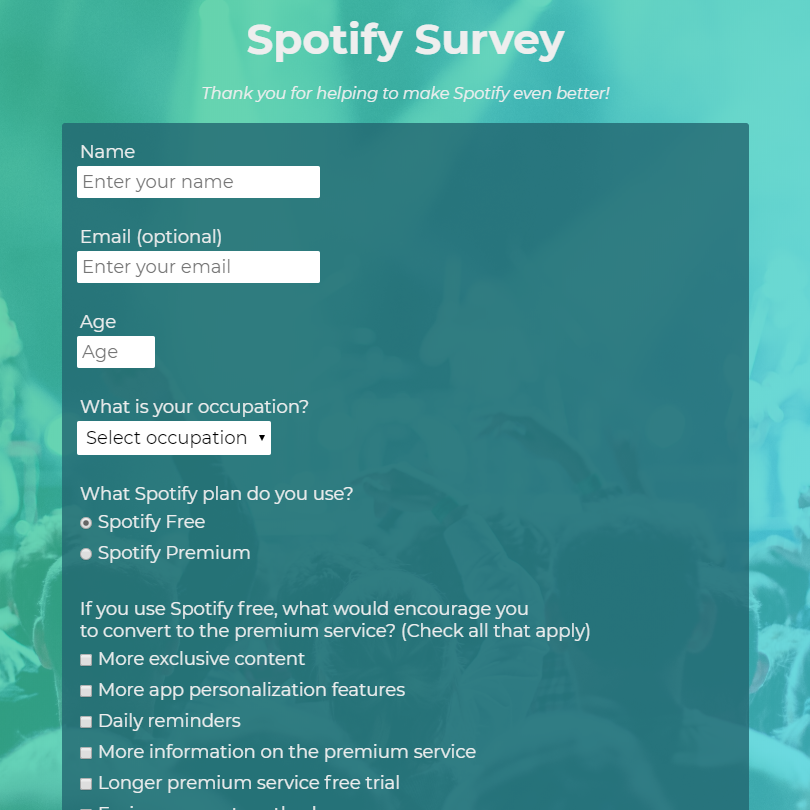 Spotify Survey
Thank you for helping to make Spotify even better!
Name
Enter your name
Email (optional)
Enter your email
Age
Age
What is your occupation?
Select occupation
What Spotify plan do you use?
Spotify Free
Spotify Premium
If you use Spotify free, what would encourage you
to convert to the premium service? (Check all that apply)
More exclusive content
More app personalization features
Daily reminders
More information on the premium service
Longer premium service free trial